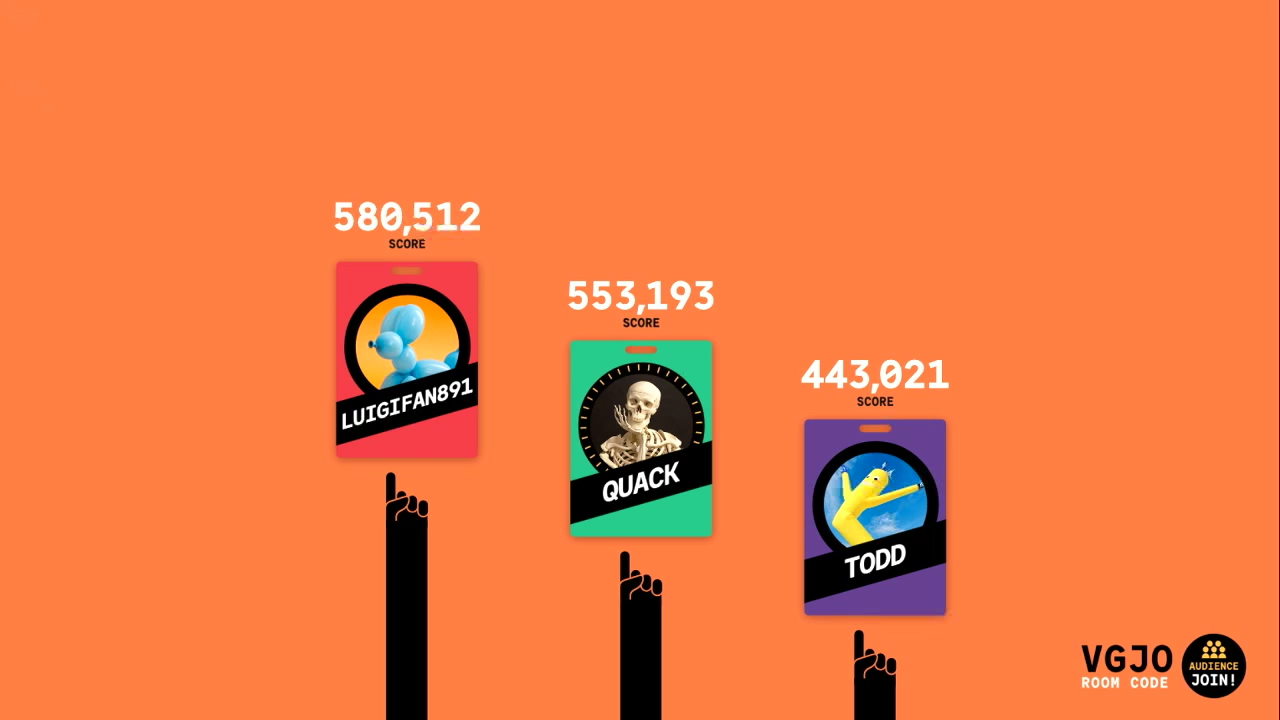 580,512
SCORE
LUIGIFAN891
553,193
SCORE
QUACK
443,021
SCORE
TODD
VGJO
ROOM CODE
AUDIENCE
JOIN!